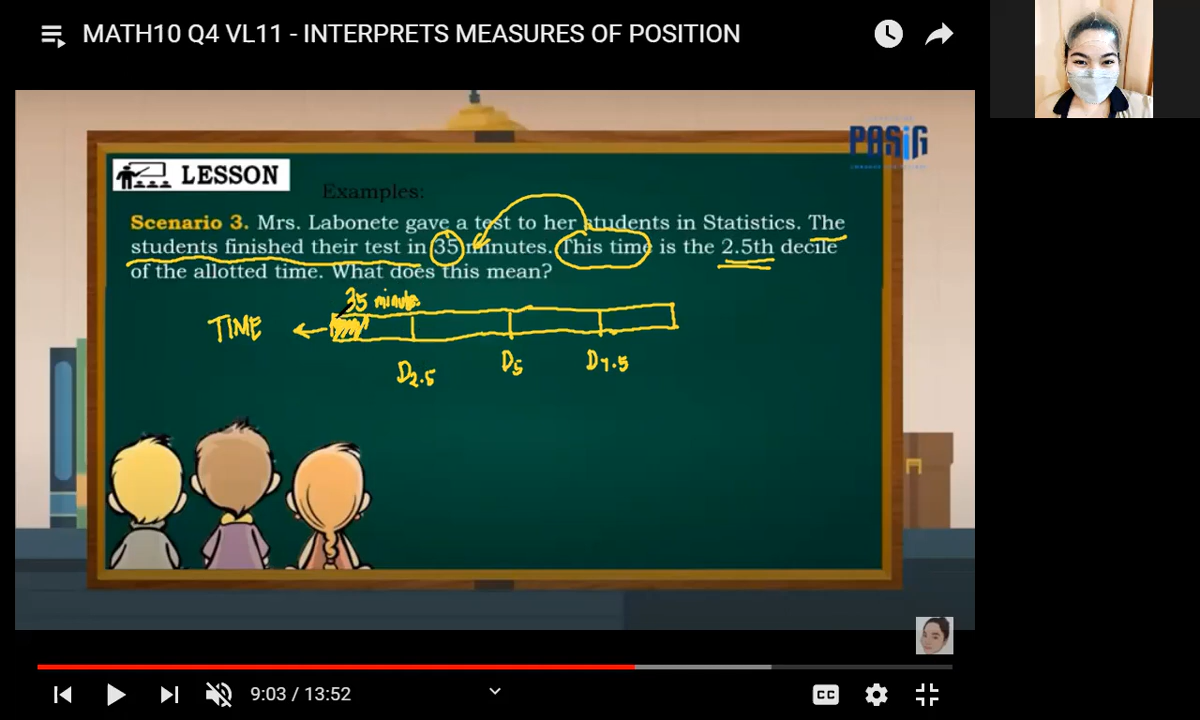 MATH10 Q4 VL11 - INTERPRETS MEASURES OF POSITION
PASIG
LESSON
Examples:
Scenario 3. Mrs. Labonete gave a test to her students in Statistics. The
students finished their test in 35 minutes. This time is the 2.5th decile
of the allotted time. What does this mean?
35 minute
TIME
D2.5 D5 D7.5
9:03 / 13:52
CC